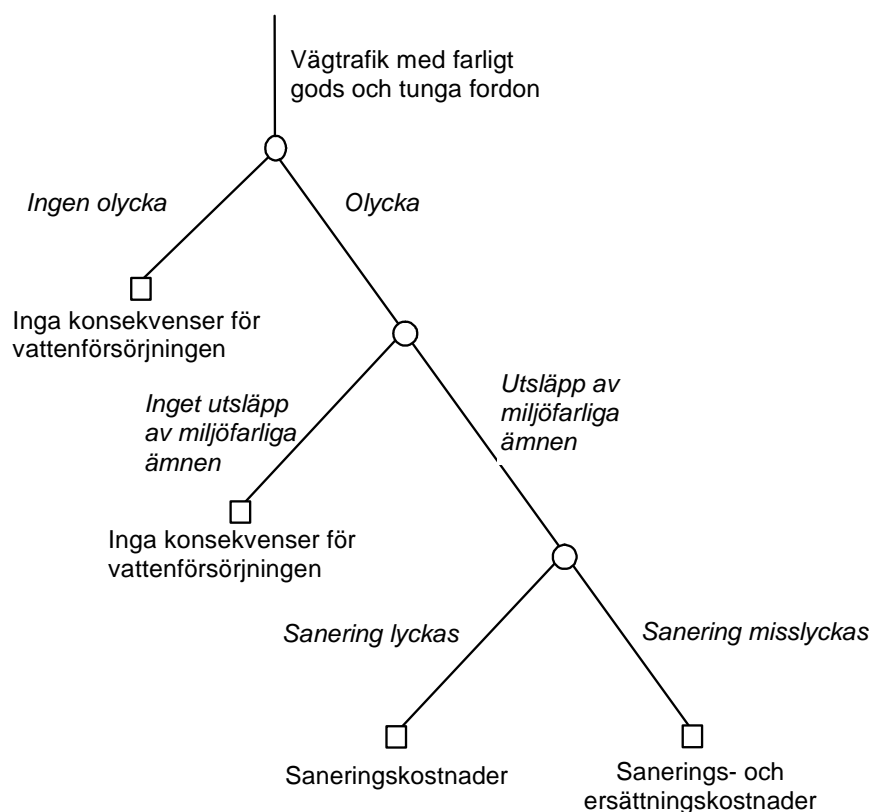 Vägtrafik med farligt
gods och tunga fordon
Ingen olycka
Olycka
Inga konsekvenser för
vattenförsörjningen
Inget utsläpp
av miljöfarliga
ämnen
Utsläpp av
miljöfarliga
ämnen
Inga konsekvenser för
vattenförsörjningen
Sanering lyckas
Sanering misslyckas
Saneringskostnader
Sanerings- och
ersättningskostnader